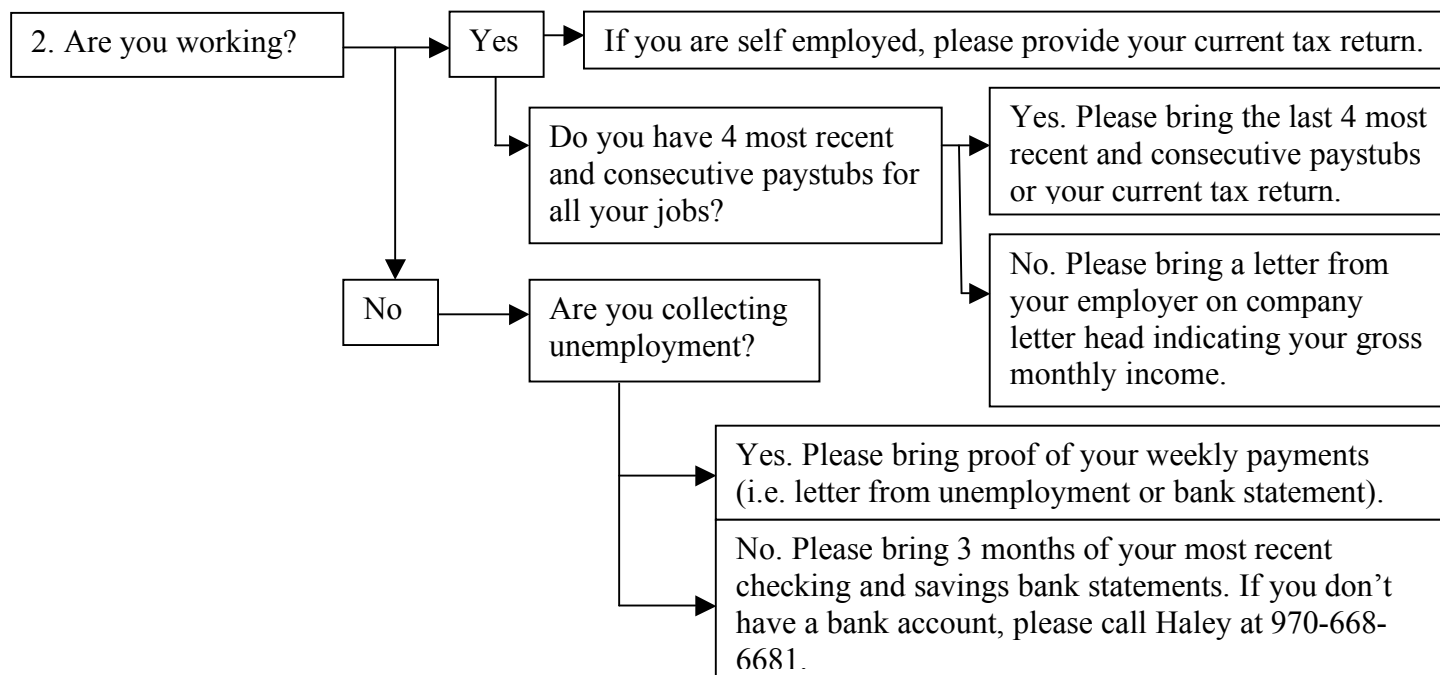 2. Are you working?
Yes
If you are self employed, please provide your current tax return.
Do you have 4 most recent
and consecutive paystubs for
all your jobs?
Yes. Please bring the last 4 most
recent and consecutive paystubs
or your current tax return.
No. Please bring a letter from
your employer on company
letter head indicating your gross
monthly income.
No
Are you collecting
unemployment?
Yes. Please bring proof of your weekly payments
(i.e. letter from unemployment or bank statement).
No. Please bring 3 months of your most recent
checking and savings bank statements. If you don’t
have a bank account, please call Haley at 970-668-
6681.